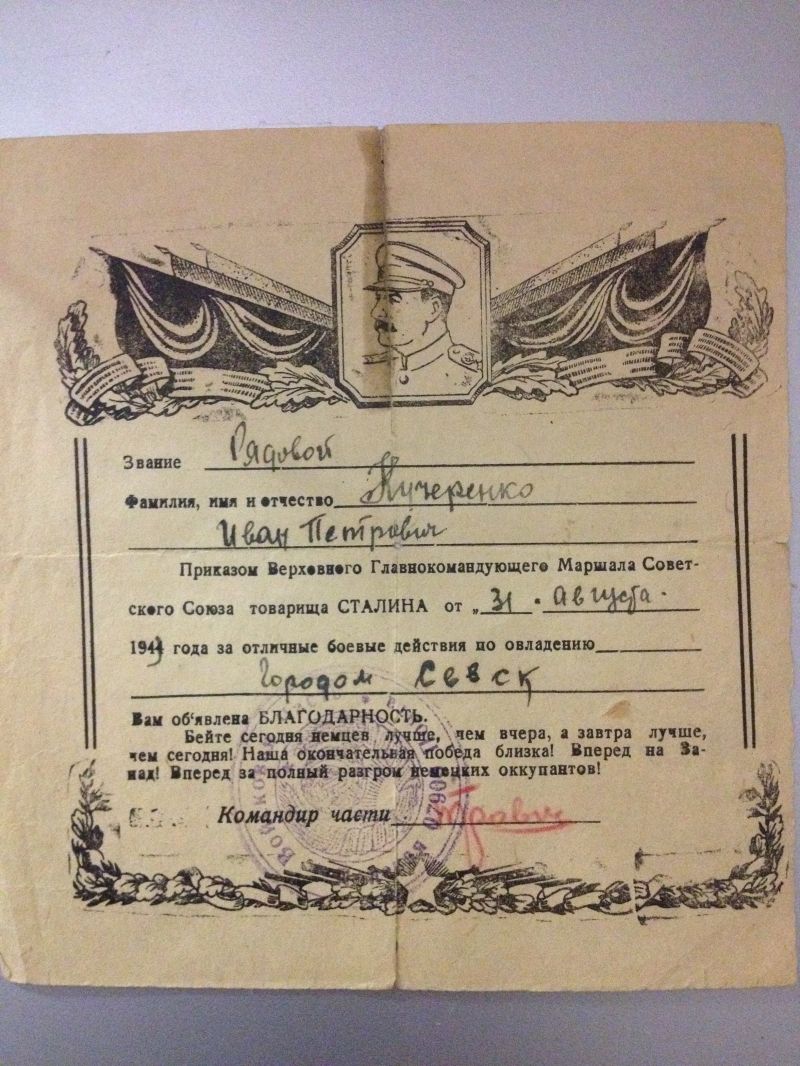 Звание Рядовой
Фамилия, имя и отчество Кучеренко
Иван Петрович
Приказом Верховного Главнокомандующего Маршала Совет-
ского Союза товарища СТАЛИНА от „31 . Августа .
1943 года за отличные боевые действия по овладению
Городом Севск
Вам об'явлена БЛАГОДАРНОСТЬ.
Бейте сегодня немцев лучше, чем вчера, а завтра лучше,
чем сегодня! Наша окончательная победа близка! Вперед на За-
пад! Вперед за полный разгром немецких оккупантов!
Командир части